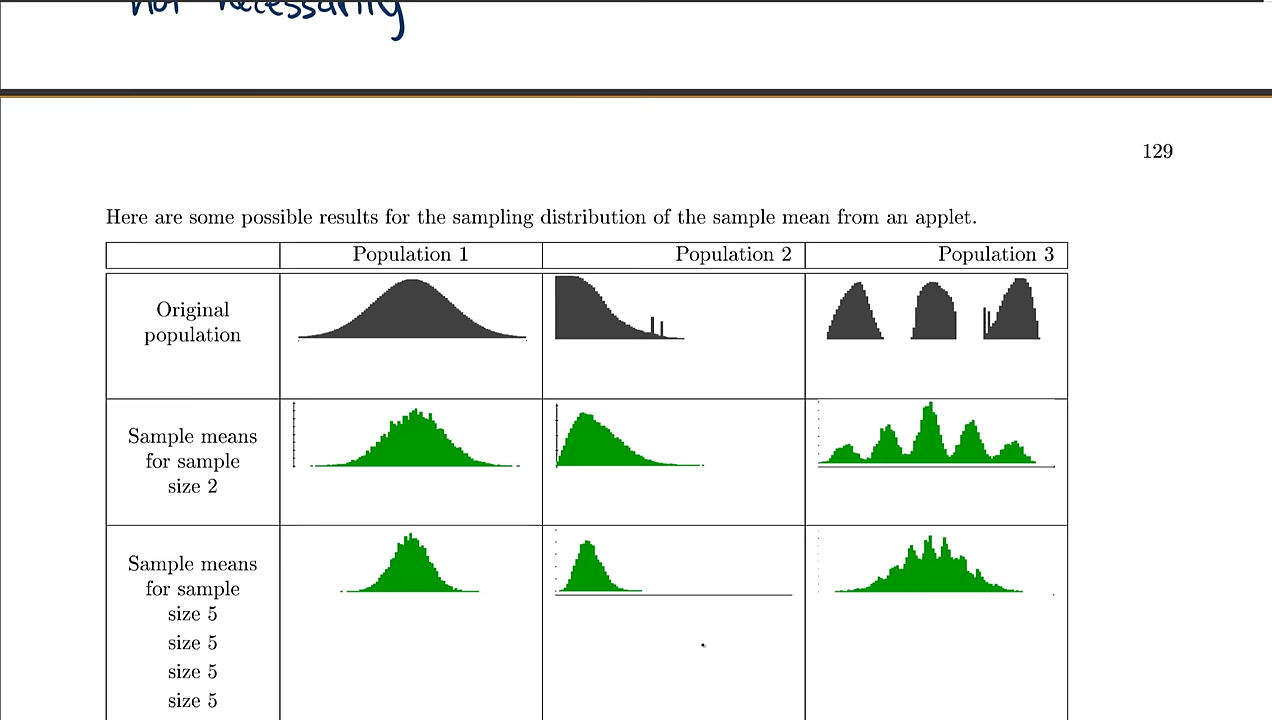 not necessarily
129
Here are some possible results for the sampling distribution of the sample mean from an applet.
Population 1 Population 2 Population 3
Original
population
Sample means
for sample
size 2
Sample means
for sample
size 5
size 5
size 5
size 5